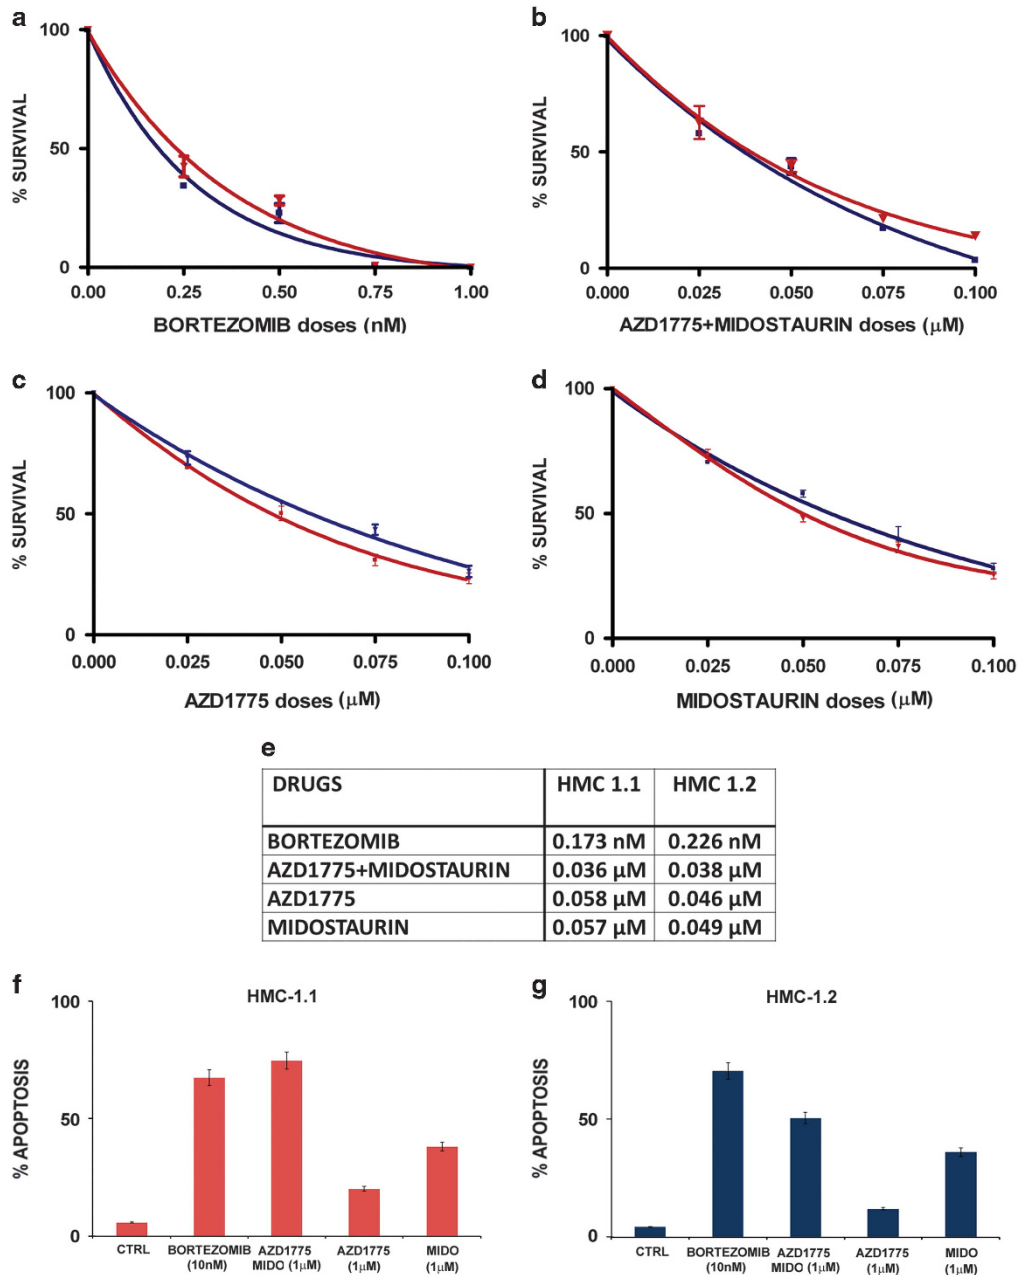 a
100
50
0
% SURVIVAL
0.00 0.25 0.50 0.75 1.00
BORTEZOMIB doses (nM)
b
100
50
0
% SURVIVAL
0.000 0.025 0.050 0.075 0.100
AZD1775+MIDOSTAURIN doses (µM)
c
100
50
0
% SURVIVAL
0.000 0.025 0.050 0.075 0.100
AZD1775 doses (µM)
d
100
50
0
% SURVIVAL
0.000 0.025 0.050 0.075 0.100
MIDOSTAURIN doses (µM)
e
DRUGS HMC 1.1 HMC 1.2
BORTEZOMIB 0.173 nM 0.226 nM
AZD1775+MIDOSTAURIN 0.036 µM 0.038 µM
AZD1775 0.058 µM 0.046 µM
MIDOSTAURIN 0.057 µM 0.049 µM
f
HMC-1.1
100
50
0
% APOPTOSIS
CTRL
BORTEZOMIB
(10nM)
AZD1775
MIDO (1µM)
AZD1775
(1µM)
MIDO
(1µM)
g
HMC-1.2
100
50
0
% APOPTOSIS
CTRL
BORTEZOMIB
(10nM)
AZD1775
MIDO (1µM)
AZD1775
(1µM)
MIDO
(1µM)